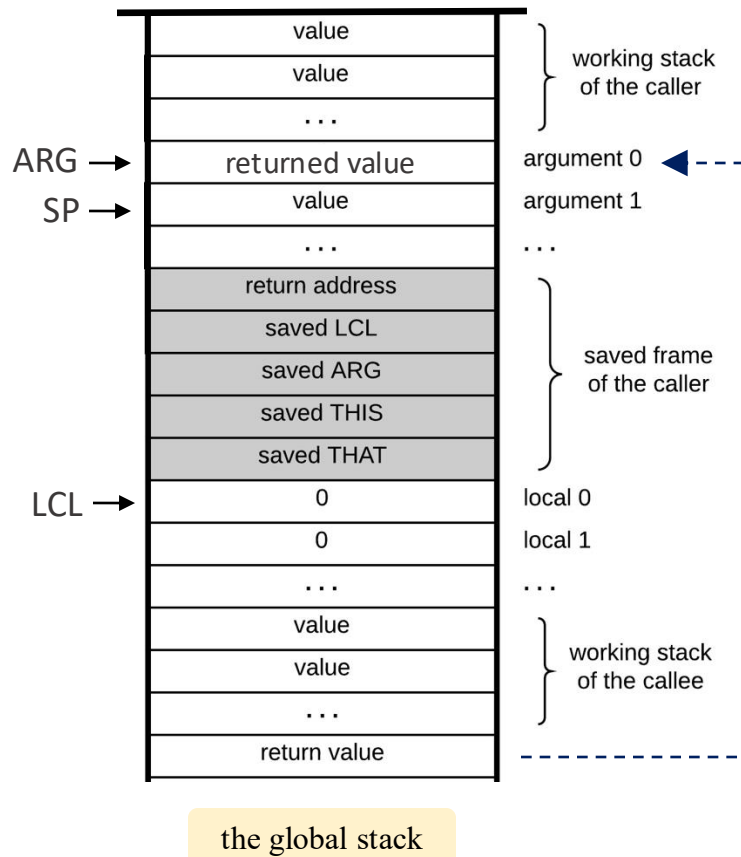 value
working stack
of the caller
value
...
ARG
returned value
argument 0
SP
value
argument 1
...
...
return address
saved LCL
saved ARG
saved frame
of the caller
saved THIS
saved THAT
LCL
0
local 0
0
local 1
...
...
value
working stack
of the callee
value
...
return value
the global stack